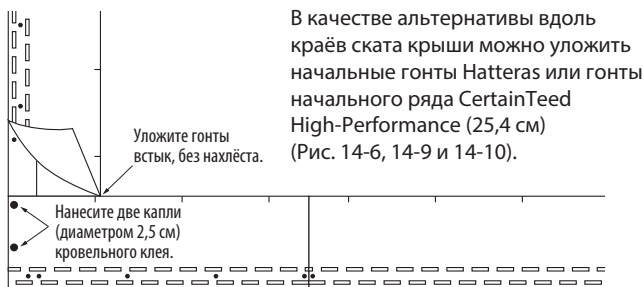 В качестве альтернативы вдоль
краёв ската крыши можно уложить
начальные гонты Hatteras или гонты
начального ряда CertainTeed
High-Performance (25,4 см)
(Рис. 14-6, 14-9 и 14-10).
Уложите гонты
встык, без нахлёста.
Нанесите две капли
(диаметром 2,5 см)
кровельного клея.